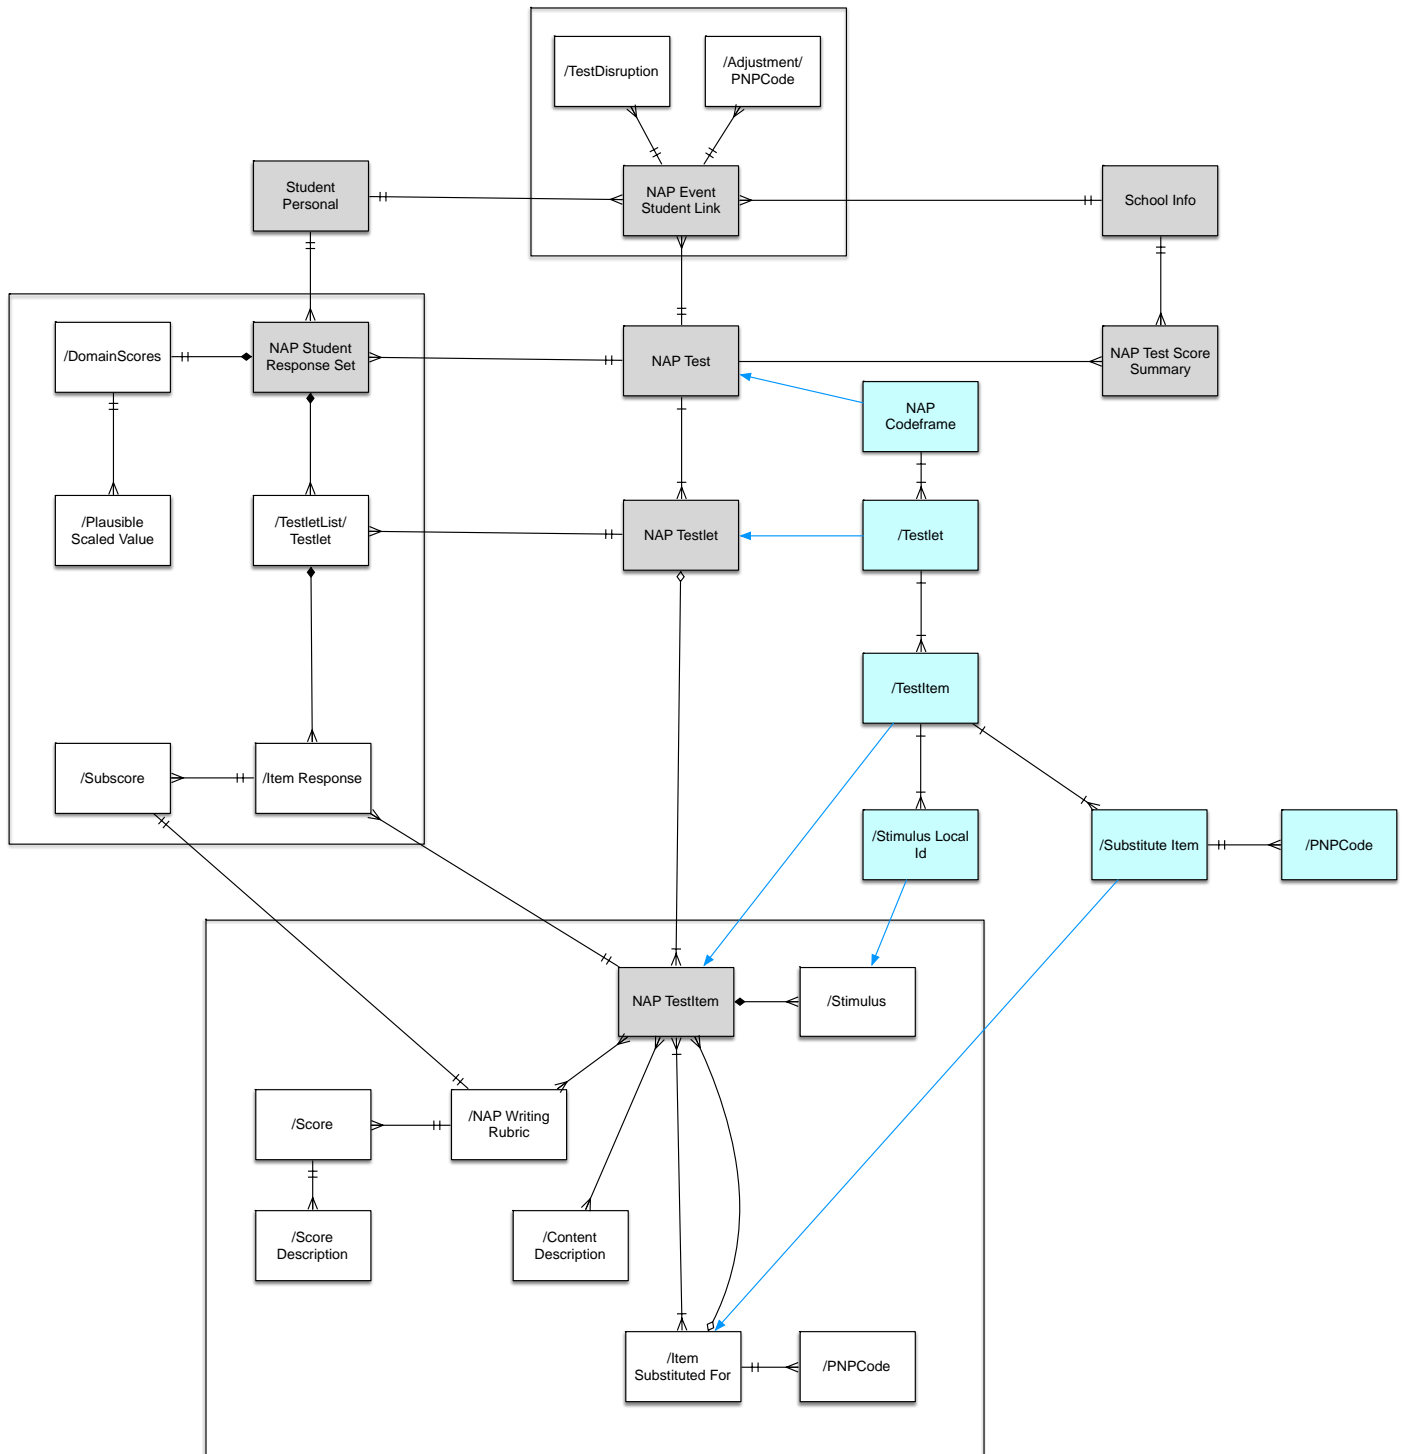 /TestDisruption
/Adjustment/
PNPCode
Student
Personal
NAP Event
Student Link
School Info
/DomainScores
NAP Student
Response Set
NAP Test
NAP Test Score
Summary
NAP
Codeframe
/Plausible
Scaled Value
/TestletList/
Testlet
NAP Testlet
/Testlet
/TestItem
/Subscore
/Item Response
/Stimulus Local
Id
/Substitute Item
/PNPCode
NAP TestItem
/Stimulus
/Score
/NAP Writing
Rubric
/Score
Description
/Content
Description
/Item
Substituted For
/PNPCode